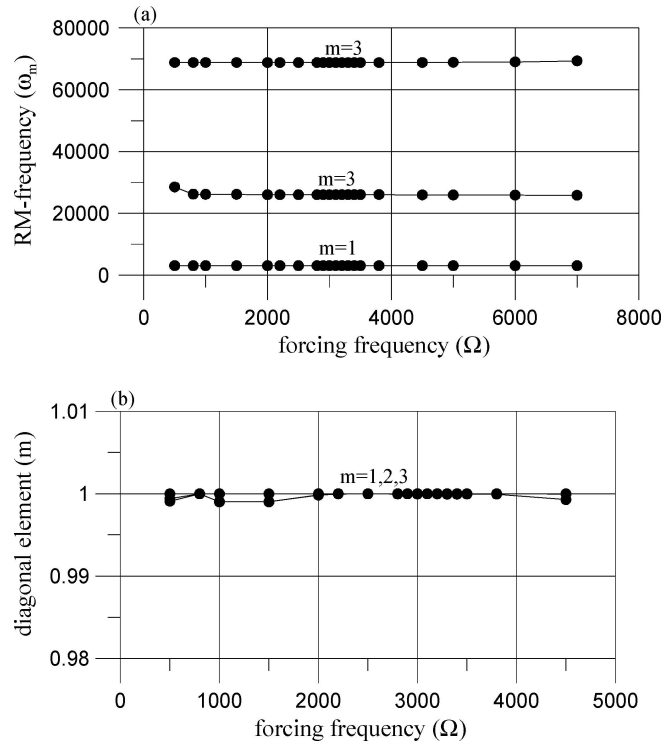 (a)
80000
60000
40000
20000
0
RM-frequency (ωm)
m=3
m=3
m=1
0 2000 4000 6000 8000
forcing frequency (Ω)
(b)
1.01
1
0.99
0.98
diagonal element (m)
m=1,2,3
0 1000 2000 3000 4000 5000
forcing frequency (Ω)